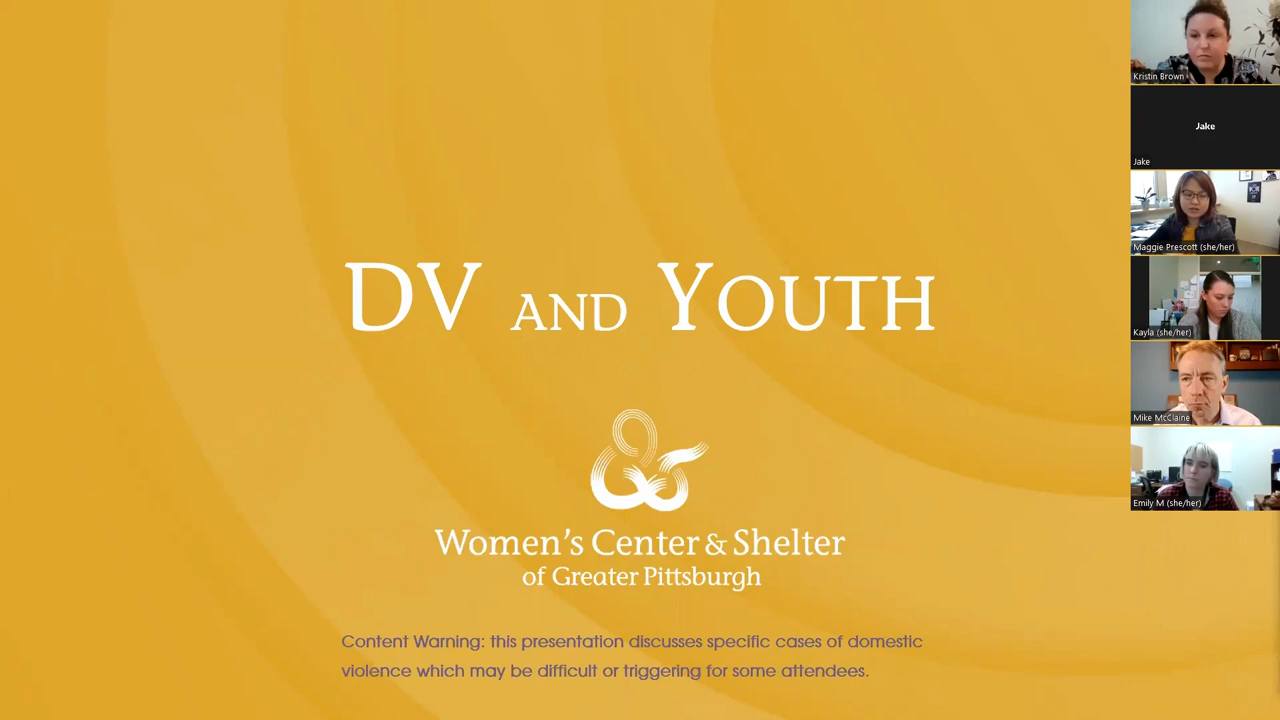 DV AND YOUTH
Women's Center & Shelter
of Greater Pittsburgh
Content Warning: this presentation discusses specific cases of domestic
violence which may be difficult or triggering for some attendees.
Kristin Brown
Jake
Jake
Maggie Prescott (she/her)
Kayla (she/her)
Mike McClaine
Emily M (she/her)